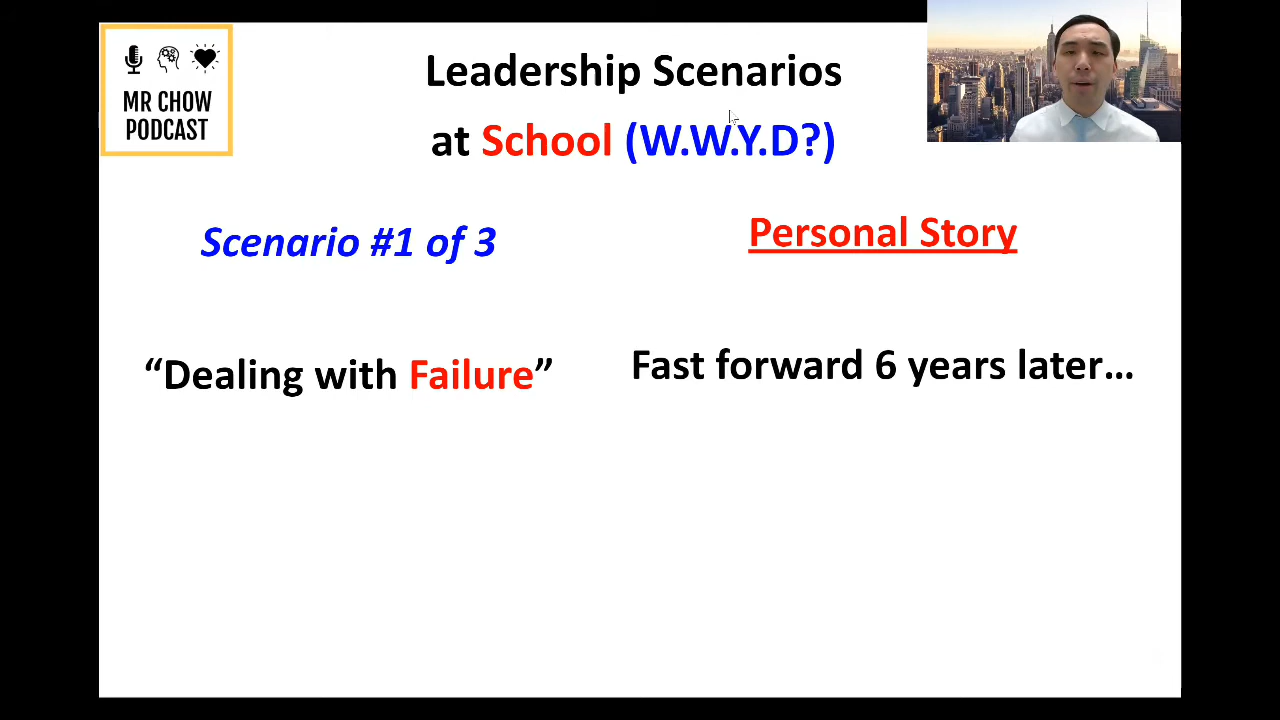 MR CHOW
PODCAST
Leadership Scenarios
at School (W.W.Y.D?)
Scenario #1 of 3
“Dealing with Failure”
Personal Story
Fast forward 6 years later...